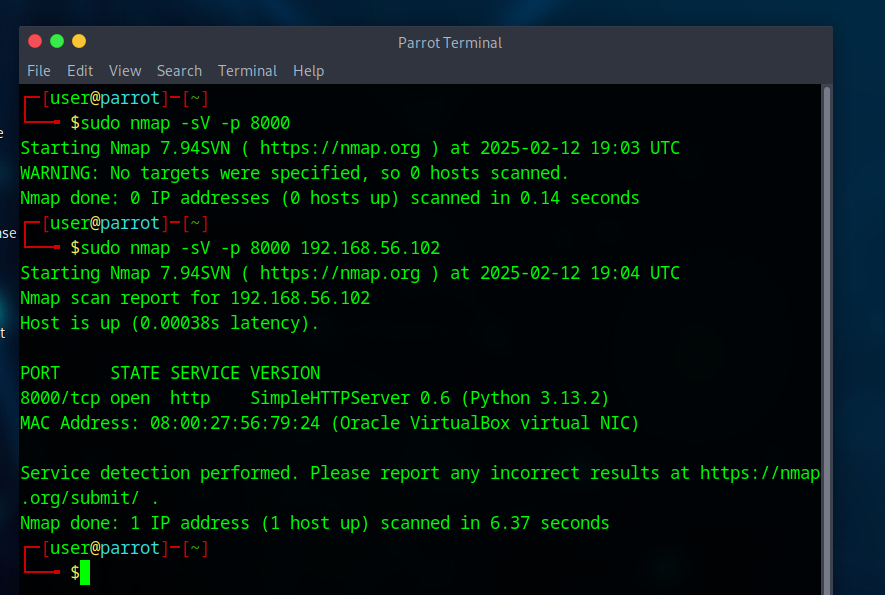 Parrot Terminal
File Edit View Search Terminal Help
┌─[user@parrot]─[~]
└──╼ $sudo nmap -sV -p 8000
Starting Nmap 7.94SVN ( https://nmap.org ) at 2025-02-12 19:03 UTC
WARNING: No targets were specified, so 0 hosts scanned.
Nmap done: 0 IP addresses (0 hosts up) scanned in 0.14 seconds
┌─[user@parrot]─[~]
└──╼ $sudo nmap -sV -p 8000 192.168.56.102
Starting Nmap 7.94SVN ( https://nmap.org ) at 2025-02-12 19:04 UTC
Nmap scan report for 192.168.56.102
Host is up (0.00038s latency).
PORT     STATE SERVICE VERSION
8000/tcp open  http    SimpleHTTPServer 0.6 (Python 3.13.2)
MAC Address: 08:00:27:56:79:24 (Oracle VirtualBox virtual NIC)
Service detection performed. Please report any incorrect results at https://nmap
.org/submit/ .
Nmap done: 1 IP address (1 host up) scanned in 6.37 seconds
┌─[user@parrot]─[~]
└──╼ $